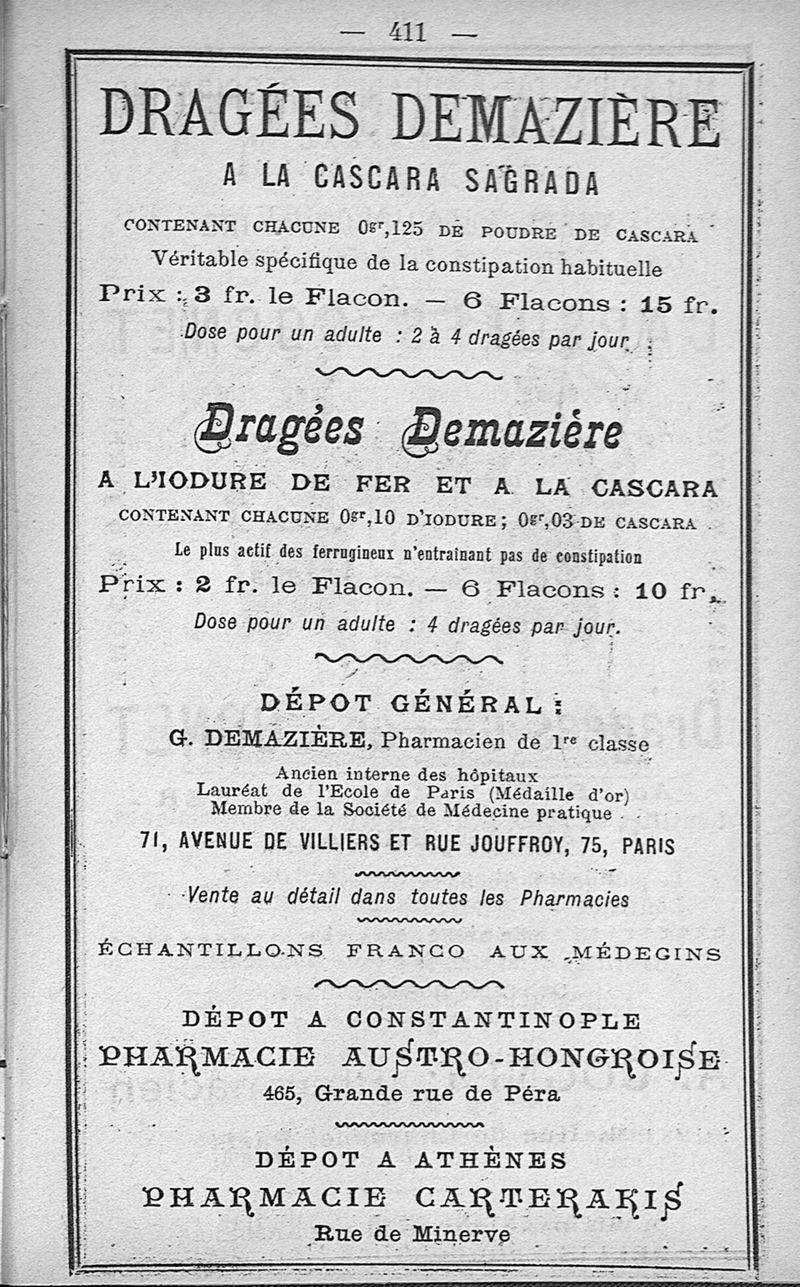 — 411 —
DRAGÉES DEMAZIÈRE
A LA CASCARA SAGRADA
CONTENANT CHACUNE 0gr,125 DE POUDRE DE CASCARA
Véritable spécifique de la constipation habituelle
Prix : 3 fr. le Flacon. — 6 Flacons : 15 fr.
Dose pour un adulte : 2 à 4 dragées par jour.
Dragées Demazière
A L'IODURE DE FER ET A LA CASCARA
CONTENANT CHACUNE 0gr,10 D'IODURE; 0gr,03 DE CASCARA
Le plus actif des ferrugineux n'entraînant pas de constipation
Prix : 2 fr. le Flacon. — 6 Flacons : 10 fr.
Dose pour un adulte : 4 dragées par jour.
DÉPOT GÉNÉRAL :
G. DEMAZIÈRE, Pharmacien de 1re classe
Ancien interne des hôpitaux
Lauréat de l'Ecole de Paris (Médaille d'or)
Membre de la Société de Médecine pratique
71, AVENUE DE VILLIERS ET RUE JOUFFROY, 75, PARIS
Vente au détail dans toutes les Pharmacies
ÉCHANTILLONS FRANCO AUX MÉDECINS
DÉPOT A CONSTANTINOPLE
PHARMACIE AUSTRO-HONGROISE
465, Grande rue de Péra
DÉPOT A ATHÈNES
PHARMACIE CARTERAKIS
Rue de Minerve